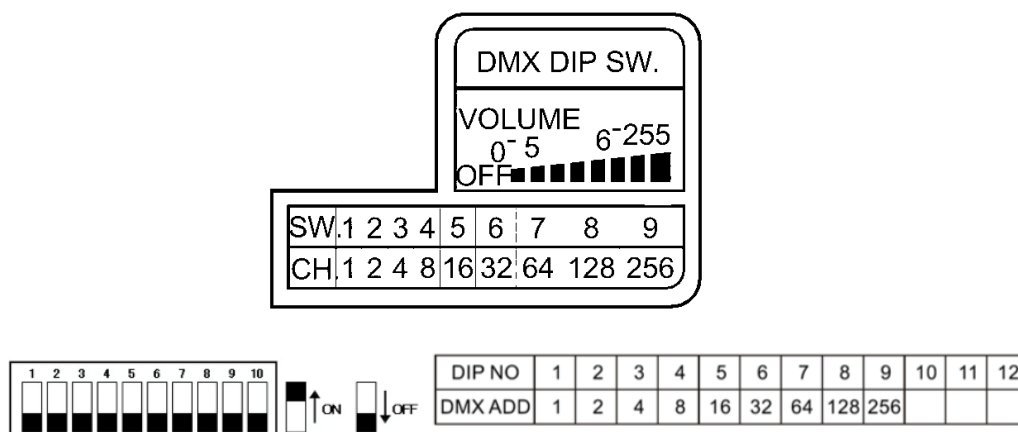 DMX DIP SW.
VOLUME
0-5 6-255
OFF
SW. 1 2 3 4 5 6 7 8 9
CH. 1 2 4 8 16 32 64 128 256
1 2 3 4 5 6 7 8 9 10
ON OFF
DIP NO 1 2 3 4 5 6 7 8 9 10 11 12
DMX ADD 1 2 4 8 16 32 64 128 256